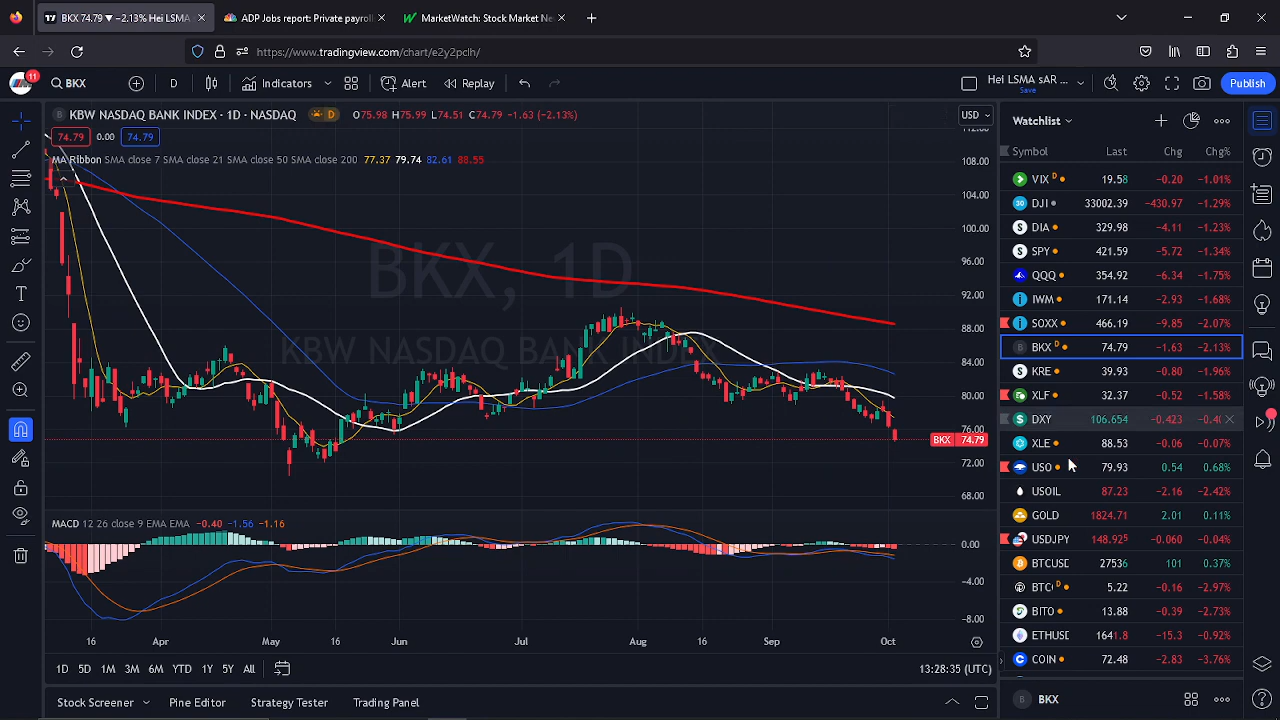 BKX 74.79 ▼ −2.13% Hei LSMA
ADP Jobs report: Private payroll
MarketWatch: Stock Market Ne
https://www.tradingview.com/chart/e2y2pclh/
11
BKX
D
Indicators
Alert
Replay
Hei LSMA sAR ...
Save
Publish
KBW NASDAQ BANK INDEX · 1D · NASDAQ
D
O75.98 H75.99 L74.51 C74.79 −1.63 (−2.13%)
USD
74.79 0.00 74.79
MA Ribbon SMA close 7 SMA close 21 SMA close 50 SMA close 200 77.37 79.74 82.61 88.55
BKX, 1D
KBW NASDAQ BANK INDEX
112.00
108.00
104.00
100.00
96.00
92.00
88.00
84.00
80.00
76.00
BKX 74.79
72.00
68.00
MACD 12 26 close 9 EMA EMA −0.40 −1.56 −1.16
0.00
−4.00
−8.00
16 Apr May 16 Jun Jul Aug 16 Sep Oct
1D 5D 1M 3M 6M YTD 1Y 5Y All
13:28:35 (UTC)
Stock Screener
Pine Editor
Strategy Tester
Trading Panel
Watchlist
Symbol Last Chg Chg%
VIX D 19.58 −0.20 −1.01%
DJI 33002.39 −430.97 −1.29%
DIA 329.98 −4.11 −1.23%
SPY 421.59 −5.72 −1.34%
QQQ 354.92 −6.34 −1.75%
IWM 171.14 −2.93 −1.68%
SOXX 466.19 −9.85 −2.07%
BKX D 74.79 −1.63 −2.13%
KRE 39.93 −0.80 −1.96%
XLF 32.37 −0.52 −1.58%
DXY 106.654 −0.423 −0.4
XLE 88.53 −0.06 −0.07%
USO 79.93 0.54 0.68%
USOIL 87.23 −2.16 −2.42%
GOLD 1824.71 2.01 0.11%
USDJPY 148.925 −0.060 −0.04%
BTCUSD 27536 101 0.37%
BTC D 5.22 −0.16 −2.97%
BITO 13.88 −0.39 −2.73%
ETHUSD 1641.8 −15.3 −0.92%
COIN 72.48 −2.83 −3.76%
BKX